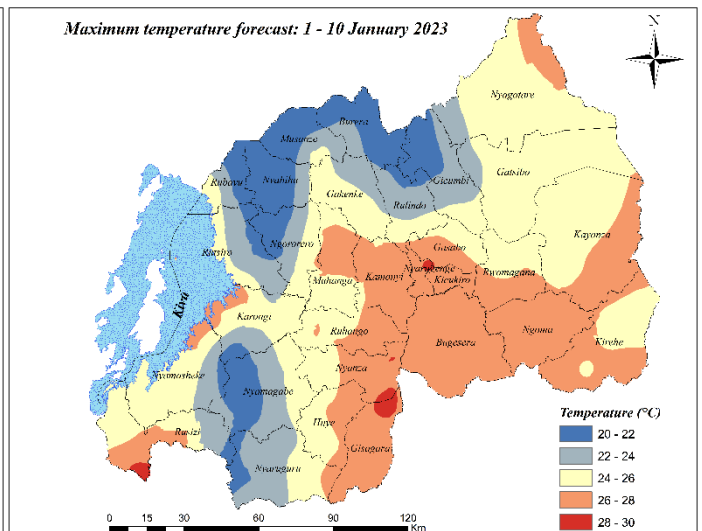 Maximum temperature forecast: 1 - 10 January 2023
N
Nyagatare
Burera
Musanze
Rubavu
Nyabihu
Gicumbi
Gatsibo
Gakenke
Rulindo
Ngororero
Rutsiro
Gasabo
Kayonza
Nyarugenge
Rwamagana
Muhanga
Kamonyi
Kicukiro
Kivu
Karongi
Ruhango
Bugesera
Ngoma
Kirehe
Nyamasheke
Nyanza
Nyamagabe
Rusizi
Huye
Gisagara
Nyaruguru
Temperature (°C)
20 - 22
22 - 24
24 - 26
26 - 28
28 - 30
0 15 30 60 90 120
Km